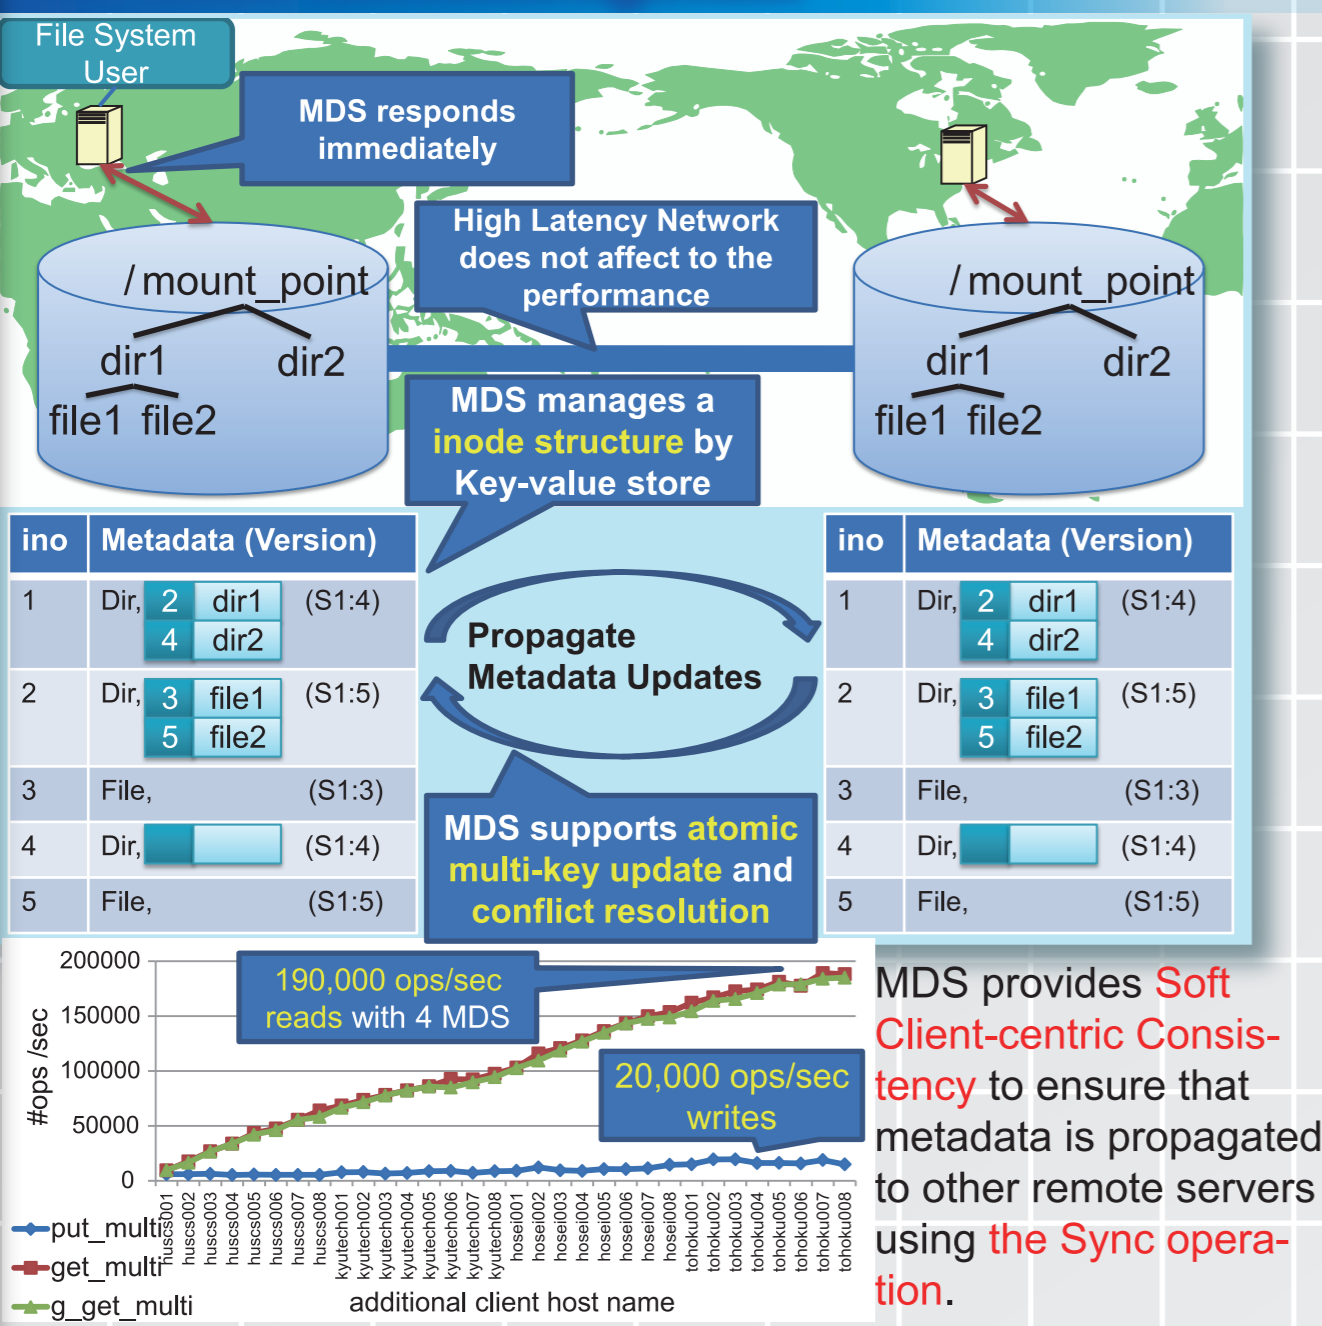 File System
User
MDS responds
immediately
High Latency Network
does not affect to the
performance
/ mount_point
dir1
dir2
file1 file2
/ mount_point
dir1
dir2
file1 file2
MDS manages a
inode structure by
Key-value store
ino Metadata (Version)
1 Dir, 2 dir1 (S1:4)
4 dir2
2 Dir, 3 file1 (S1:5)
5 file2
3 File, (S1:3)
4 Dir, (S1:4)
5 File, (S1:5)
Propagate
Metadata Updates
MDS supports atomic
multi-key update and
conflict resolution
ino Metadata (Version)
1 Dir, 2 dir1 (S1:4)
4 dir2
2 Dir, 3 file1 (S1:5)
5 file2
3 File, (S1:3)
4 Dir, (S1:4)
5 File, (S1:5)
#ops /sec
200000
150000
100000
50000
0
190,000 ops/sec
reads with 4 MDS
20,000 ops/sec
writes
huscs001
huscs002
huscs003
huscs004
huscs005
huscs006
huscs007
huscs008
kyutech001
kyutech002
kyutech003
kyutech004
kyutech005
kyutech006
kyutech007
kyutech008
hosei001
hosei002
hosei003
hosei004
hosei005
hosei006
hosei007
hosei008
tohoku001
tohoku002
tohoku003
tohoku004
tohoku005
tohoku006
tohoku007
tohoku008
put_multi
get_multi
g_get_multi
additional client host name
MDS provides Soft
Client-centric Consis-
tency to ensure that
metadata is propagated
to other remote servers
using the Sync opera-
tion.